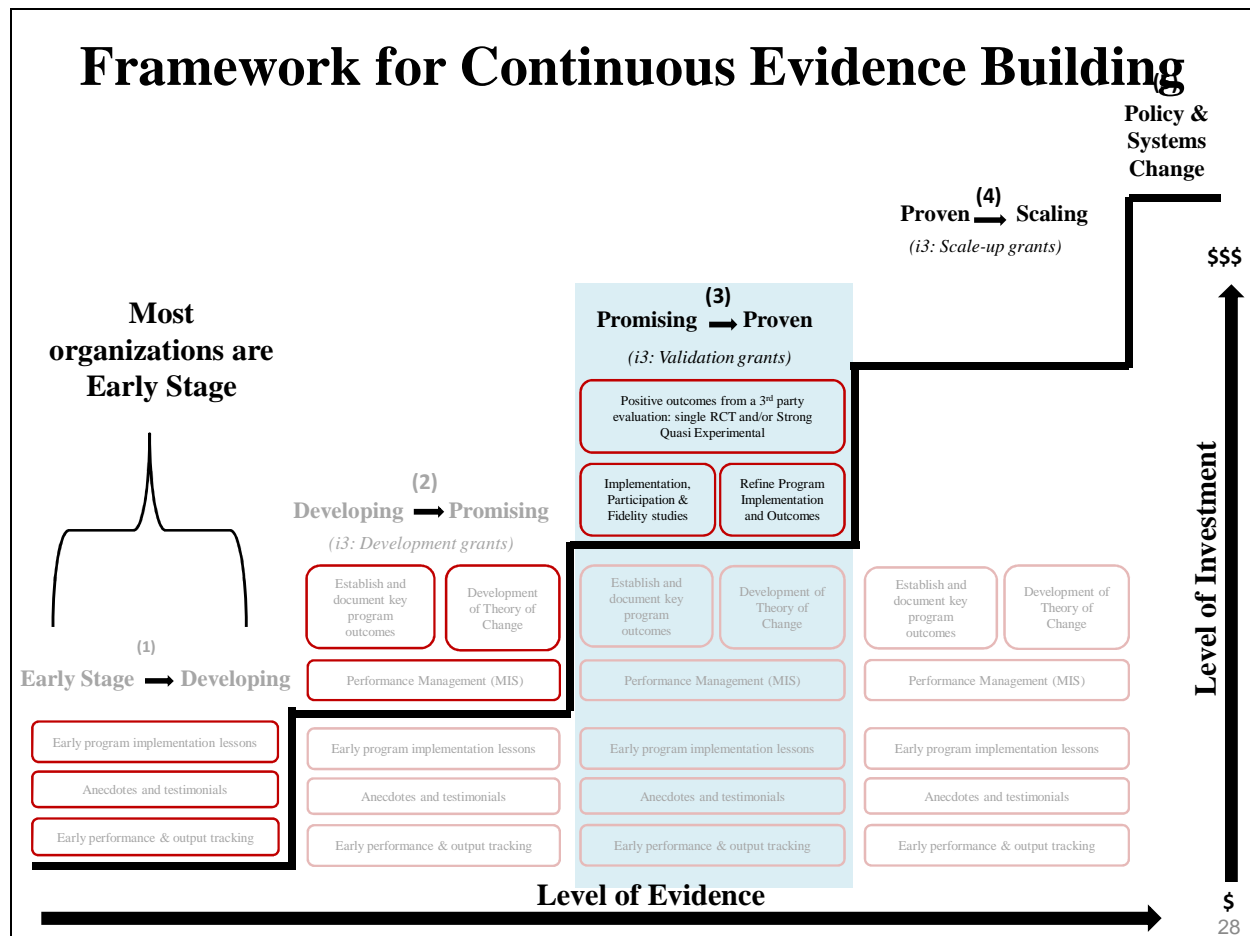 Framework for Continuous Evidence Building
Policy &
Systems
Change
(4)
Proven Scaling
(i3: Scale-up grants)
$$$
(3)
Promising Proven
(i3: Validation grants)
Most
organizations are
Early Stage
Positive outcomes from a 3rd party
evaluation: single RCT and/or Strong
Quasi Experimental
Implementation,
Participation &
Fidelity studies
Refine Program
Implementation
and Outcomes
(2)
Developing Promising
(i3: Development grants)
Establish and
document key
program
outcomes
Development
of Theory of
Change
Establish and
document key
program
outcomes
Development of
Theory of
Change
Establish and
document key
program
outcomes
Development of
Theory of
Change
(1)
Early Stage Developing
Performance Management (MIS)
Performance Management (MIS)
Performance Management (MIS)
Early program implementation lessons
Early program implementation lessons
Early program implementation lessons
Early program implementation lessons
Anecdotes and testimonials
Anecdotes and testimonials
Anecdotes and testimonials
Anecdotes and testimonials
Early performance & output tracking
Early performance & output tracking
Early performance & output tracking
Early performance & output tracking
Level of Investment
Level of Evidence
$
28